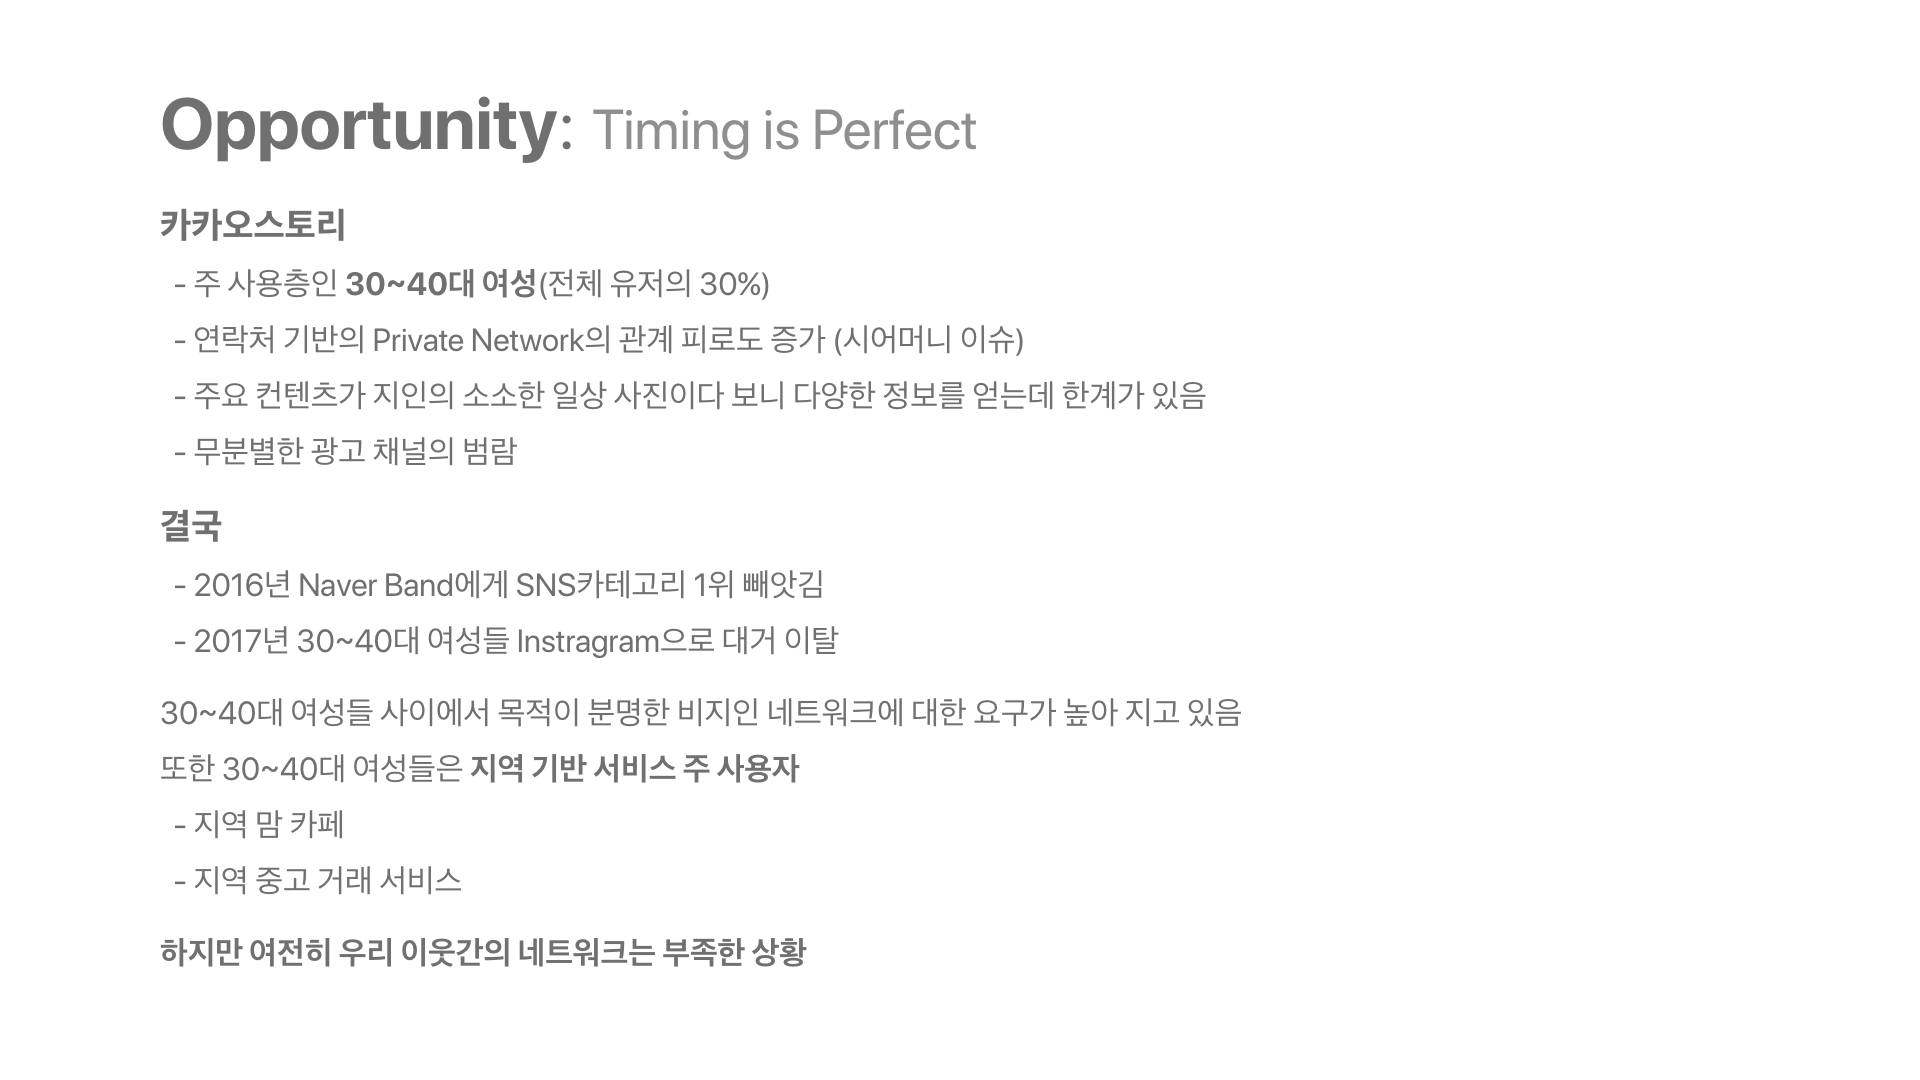 Opportunity: Timing is Perfect
카카오스토리
- 주 사용층인 30~40대 여성(전체 유저의 30%)
- 연락처 기반의 Private Network의 관계 피로도 증가 (시어머니 이슈)
- 주요 컨텐츠가 지인의 소소한 일상 사진이다 보니 다양한 정보를 얻는데 한계가 있음
- 무분별한 광고 채널의 범람
결국
- 2016년 Naver Band에게 SNS카테고리 1위 빼앗김
- 2017년 30~40대 여성들 Instragram으로 대거 이탈
30~40대 여성들 사이에서 목적이 분명한 비지인 네트워크에 대한 요구가 높아 지고 있음
또한 30~40대 여성들은 지역 기반 서비스 주 사용자
- 지역 맘 카페
- 지역 중고 거래 서비스
하지만 여전히 우리 이웃간의 네트워크는 부족한 상황